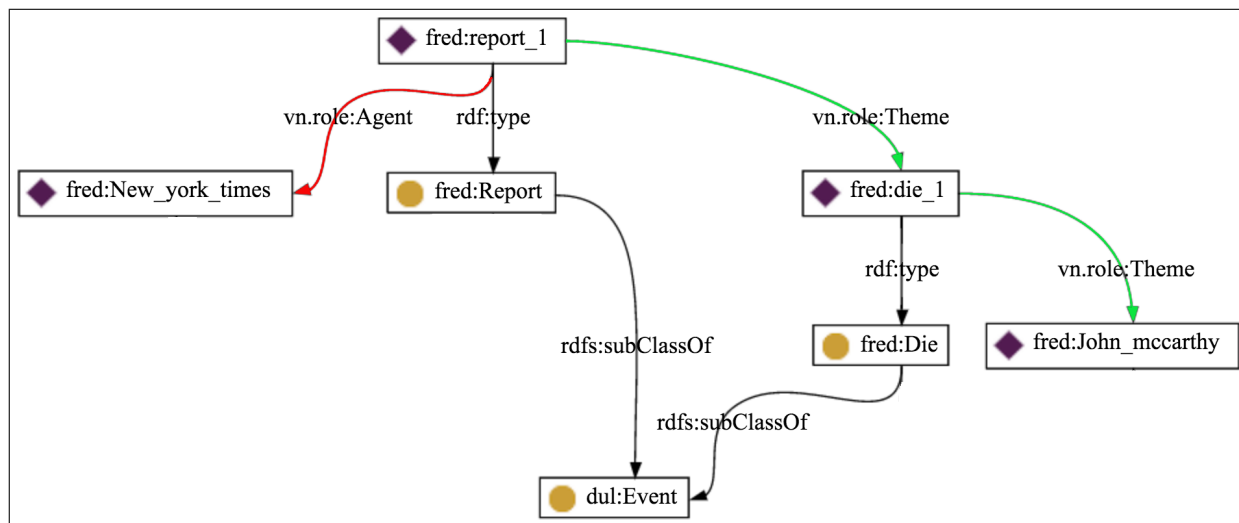 fred:report_1
vn.role:Agent
rdf:type
vn.role:Theme
fred:New_york_times
fred:Report
fred:die_1
rdf:type
vn.role:Theme
fred:Die
fred:John_mccarthy
rdfs:subClassOf
rdfs:subClassOf
dul:Event